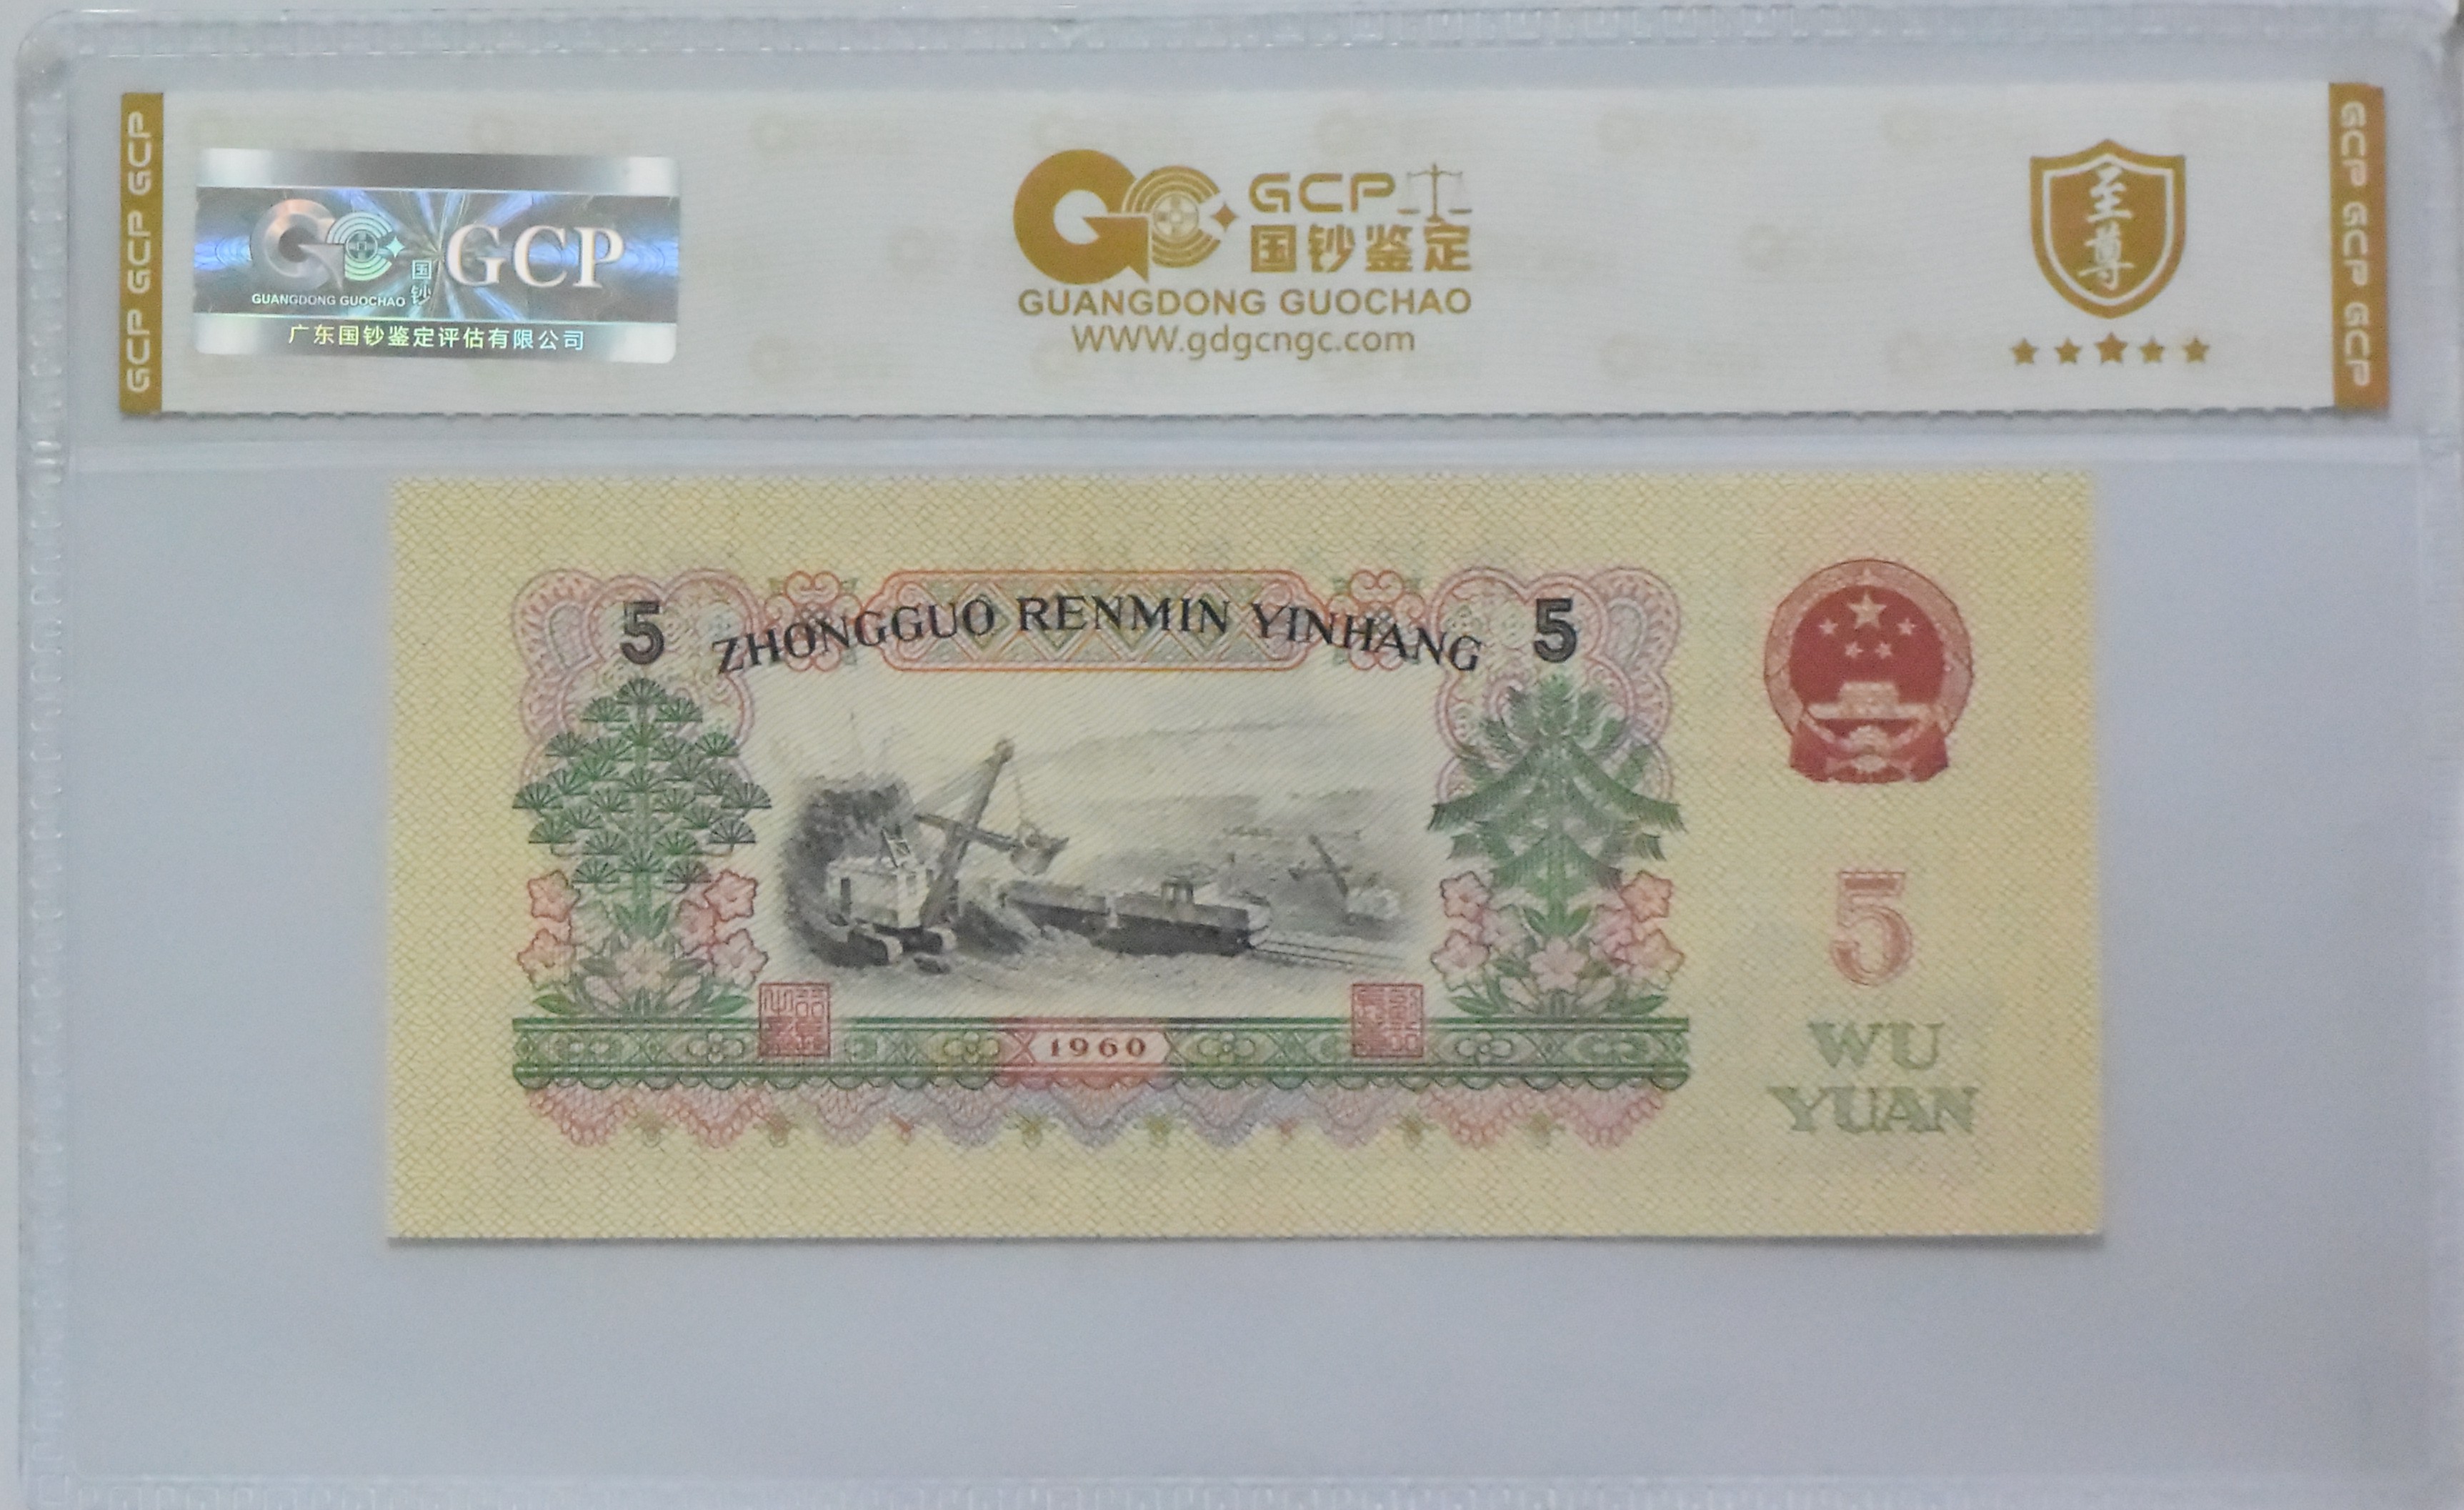 GCP GCP GCP
国
钞
GCP
GUANGDONG GUOCHAO
广东国钞鉴定评估有限公司
GCP
国钞鉴定
GUANGDONG GUOCHAO
WWW.gdgcngc.com
至
尊
GCP GCP GCP
5 ZHONGGUO RENMIN YINHANG 5
1960
5
WU
YUAN